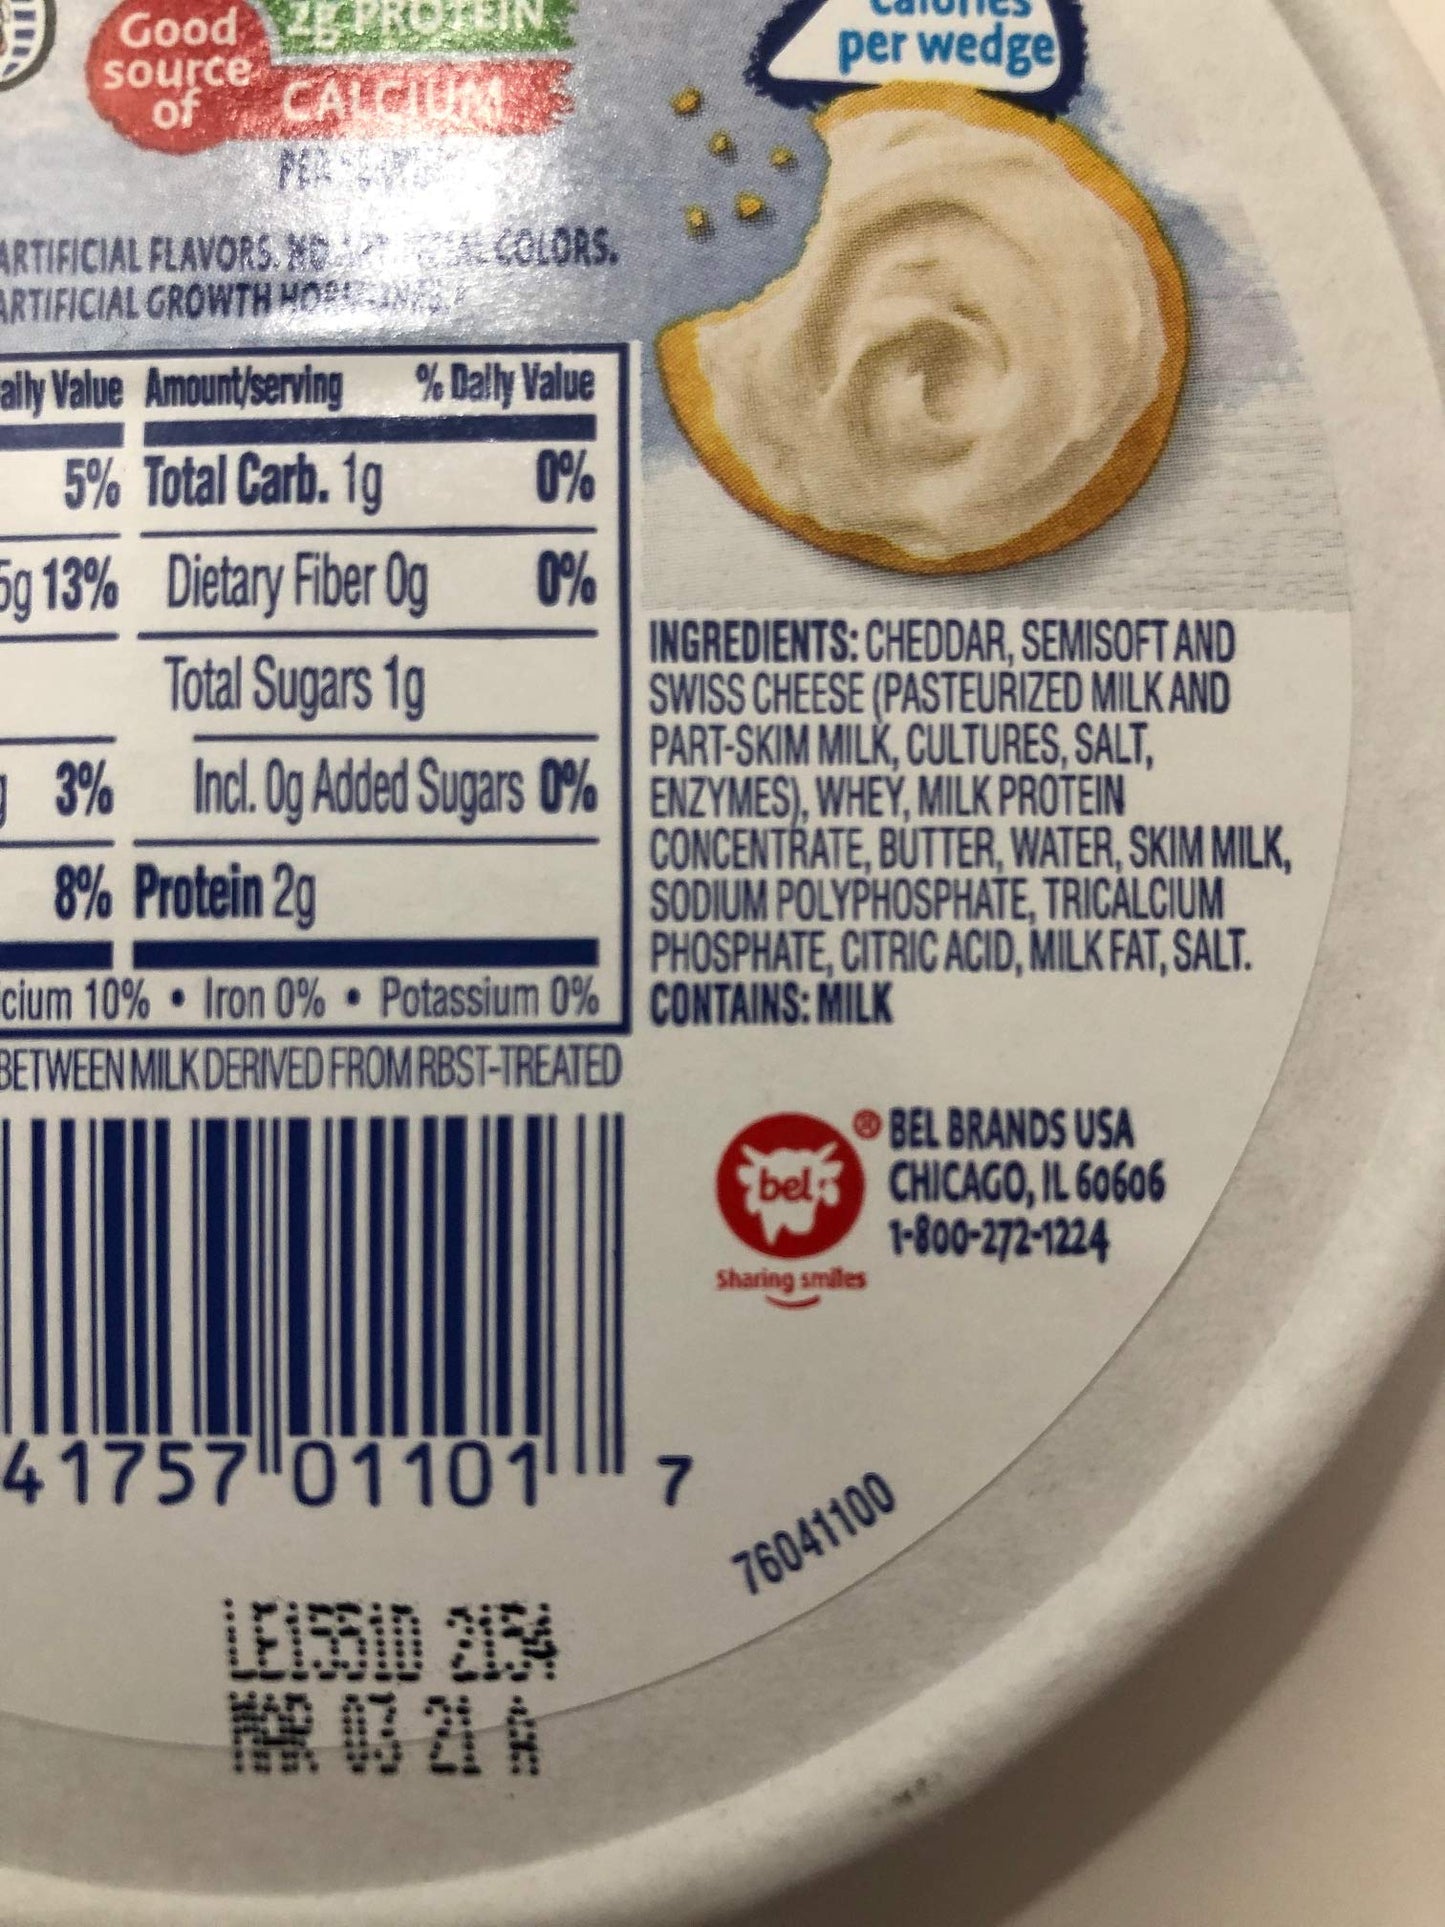 Good
source
of
2g PROTEIN
CALCIUM
Calories
per wedge
ARTIFICIAL FLAVORS. NO COLORS.
ARTIFICIAL GROWTH
aily Value Amount/serving % Daily Value
5% Total Carb. 1g 0%
5g 13% Dietary Fiber 0g 0%
Total Sugars 1g
g 3% Incl. 0g Added Sugars 0%
8% Protein 2g
cium 10% • Iron 0% • Potassium 0%
BETWEEN MILK DERIVED FROM RBST-TREATED
INGREDIENTS: CHEDDAR, SEMISOFT AND
SWISS CHEESE (PASTEURIZED MILK AND
PART-SKIM MILK, CULTURES, SALT,
ENZYMES), WHEY, MILK PROTEIN
CONCENTRATE, BUTTER, WATER, SKIM MILK,
SODIUM POLYPHOSPHATE, TRICALCIUM
PHOSPHATE, CITRIC ACID, MILK FAT, SALT.
CONTAINS: MILK
bel
® BEL BRANDS USA
CHICAGO, IL 60606
1-800-272-1224
Sharing smiles
41757 01101 7
76041100
MAR 03 21 A